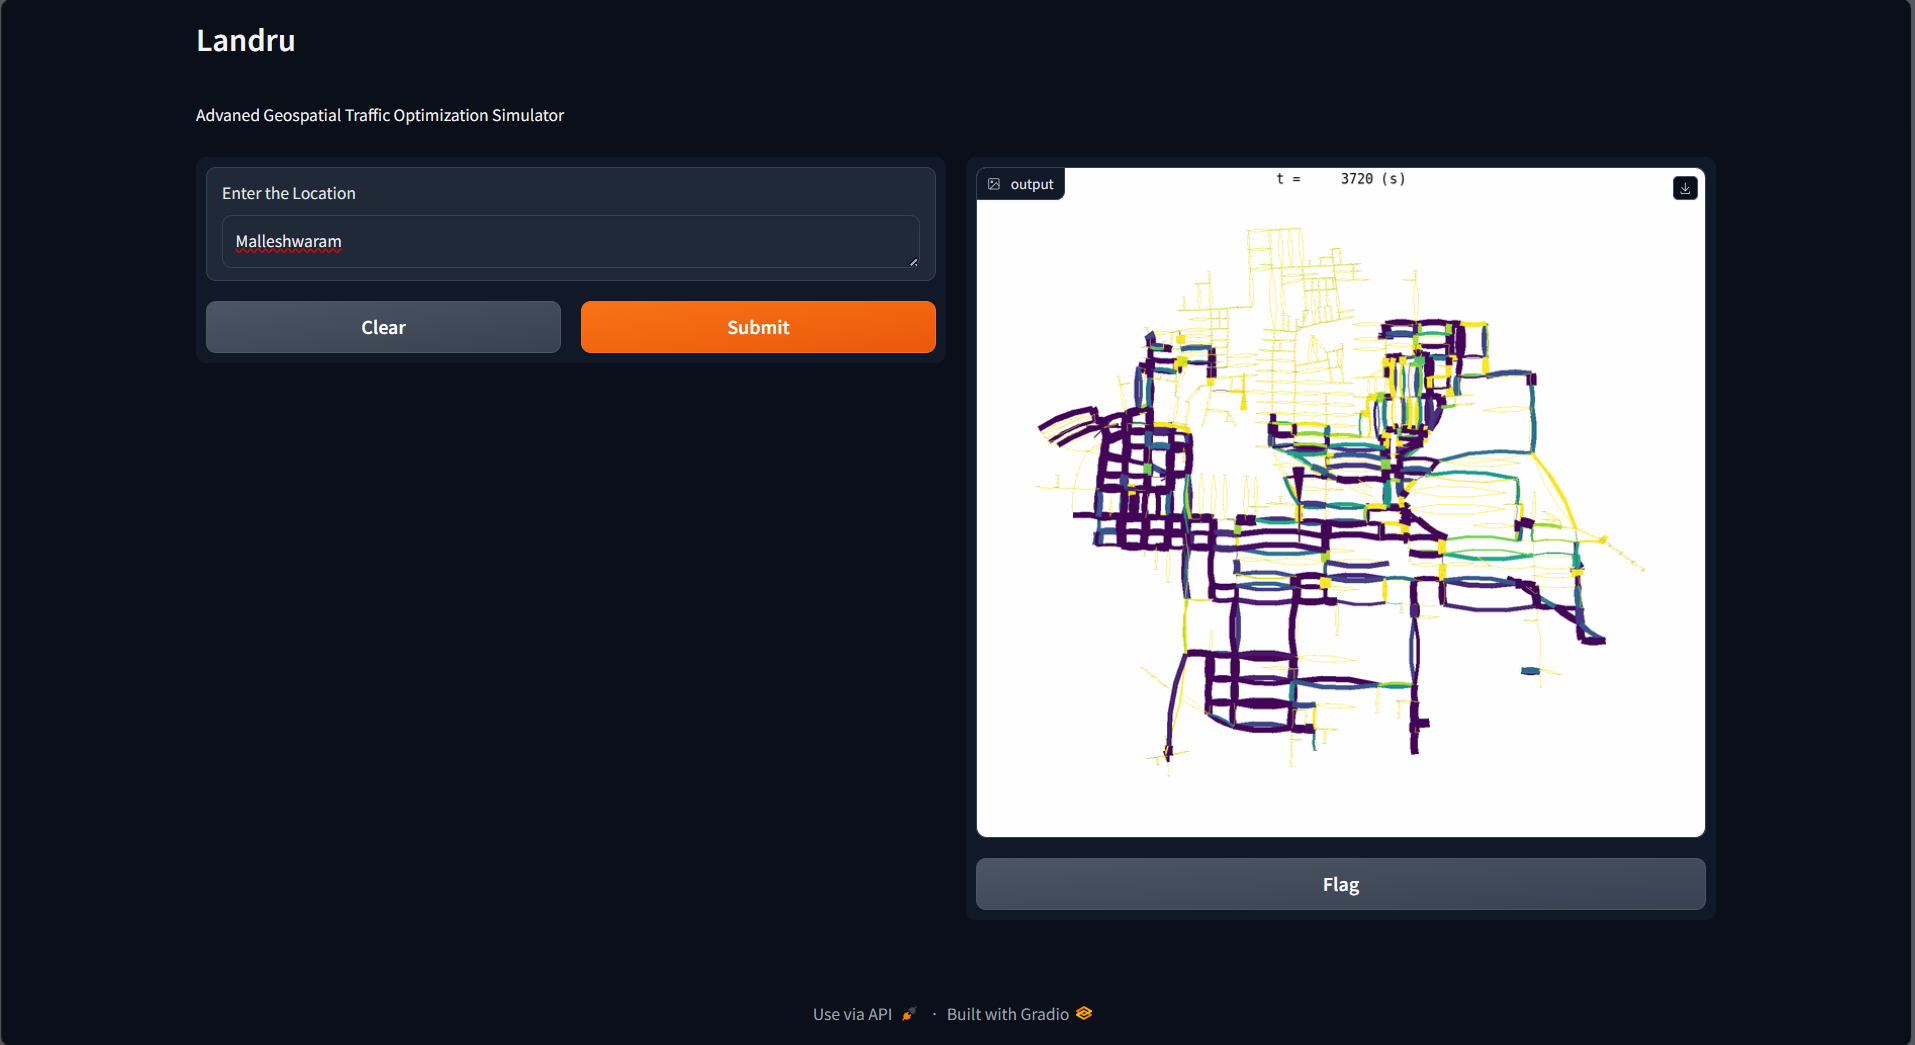 Landru
Advaned Geospatial Traffic Optimization Simulator
Enter the Location
Malleshwaram
Clear
Submit
output
t = 3720 (s)
Flag
Use via API · Built with Gradio